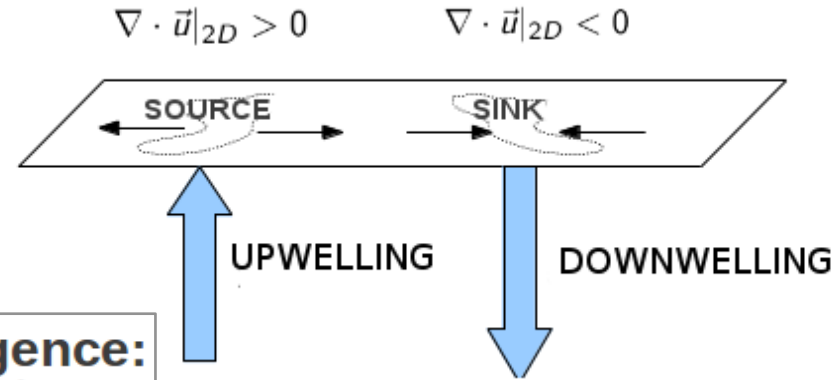 ∇ · u⃗|₂D > 0 ∇ · u⃗|₂D < 0
SOURCE SINK
UPWELLING DOWNWELLING
gence: